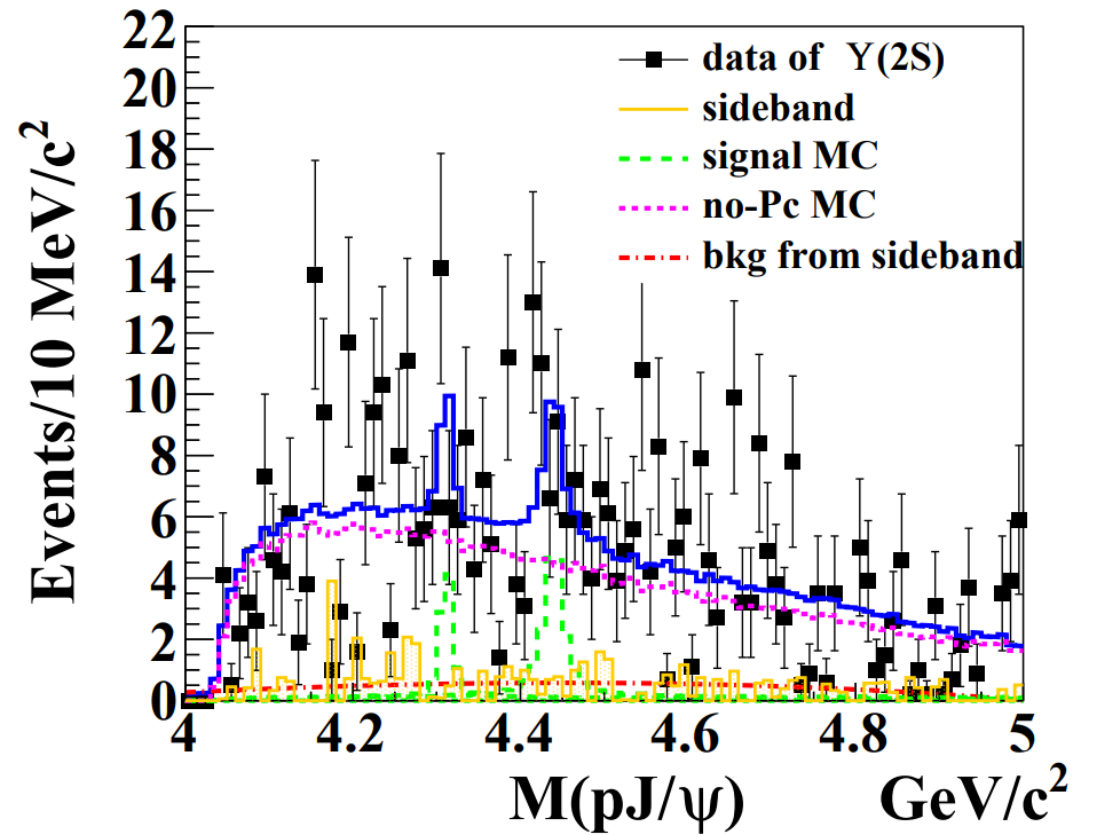 Events/10 MeV/c²
22
20
18
16
14
12
10
8
6
4
2
0
data of ϒ(2S)
sideband
signal MC
no-Pc MC
bkg from sideband
4 4.2 4.4 4.6 4.8 5
M(pJ/ψ) GeV/c²